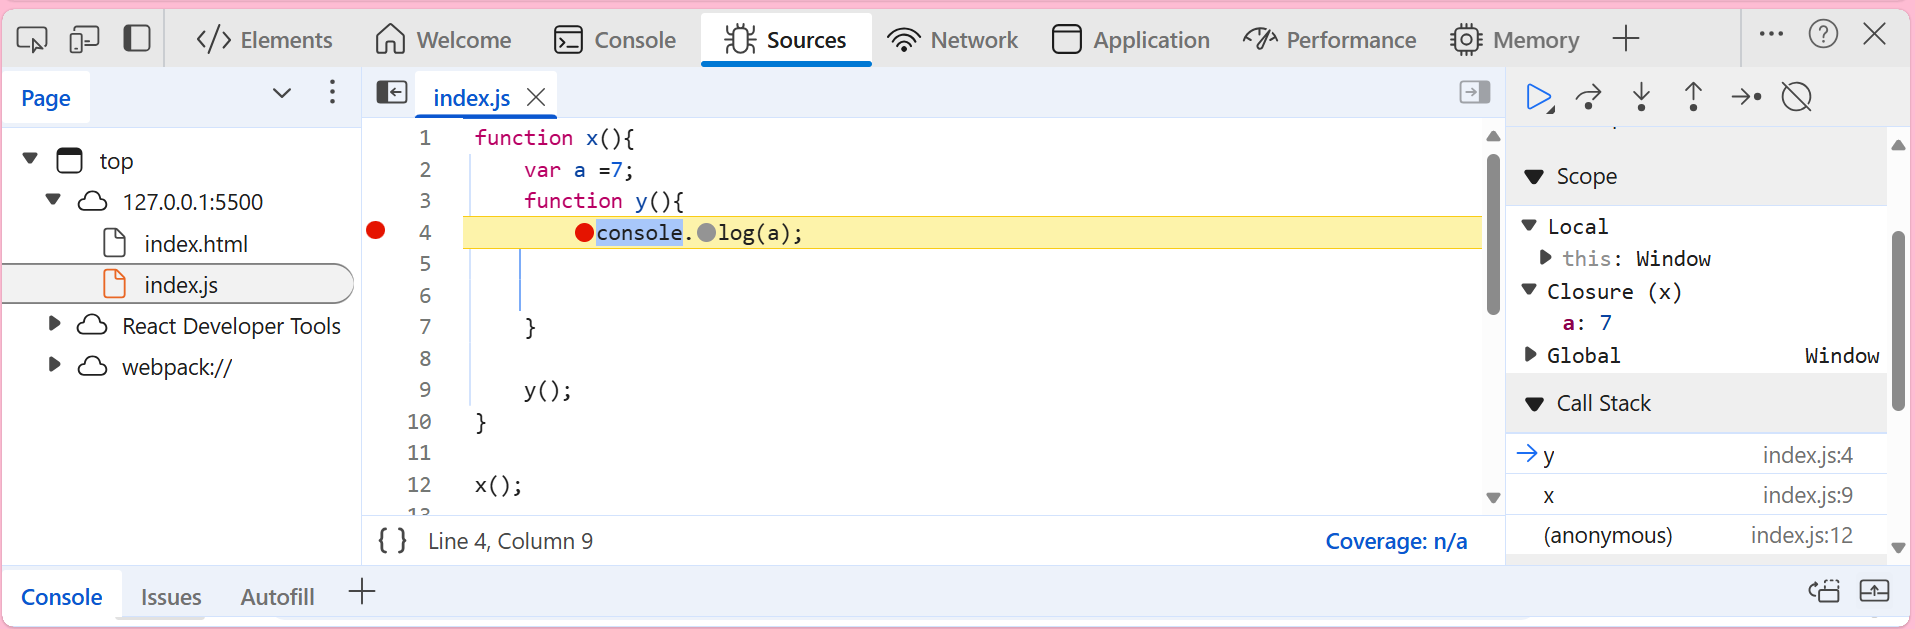 Elements Welcome Console Sources Network Application Performance Memory
Page
top
127.0.0.1:5500
index.html
index.js
React Developer Tools
webpack://
index.js
1 function x(){
2 var a =7;
3 function y(){
4 console.log(a);
5
6
7 }
8
9 y();
10 }
11
12 x();
{ } Line 4, Column 9 Coverage: n/a
Scope
Local
this: Window
Closure (x)
a: 7
Global Window
Call Stack
y index.js:4
x index.js:9
(anonymous) index.js:12
Console Issues Autofill